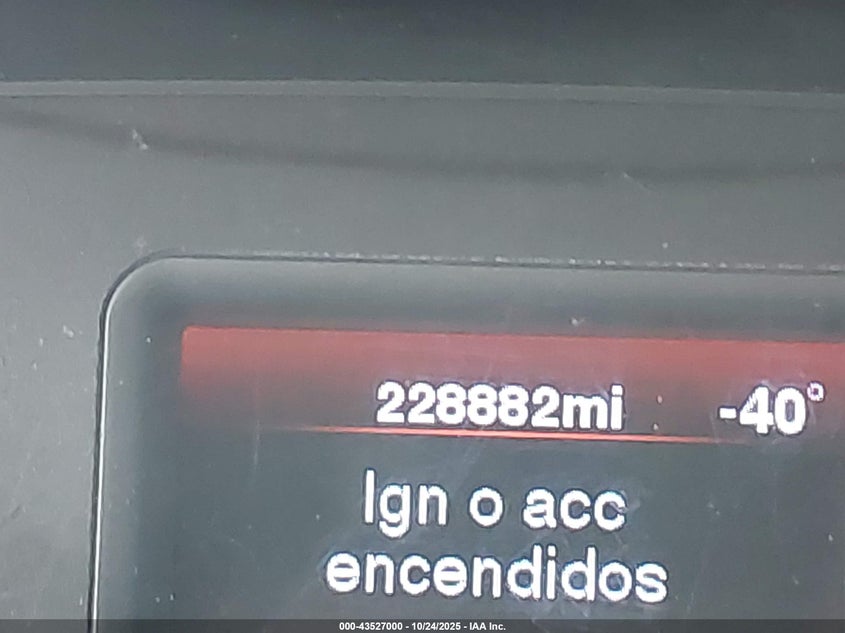 228882mi -40°
Ign o acc
encendidos
000-43527000 - 10/24/2025 - IAA Inc.